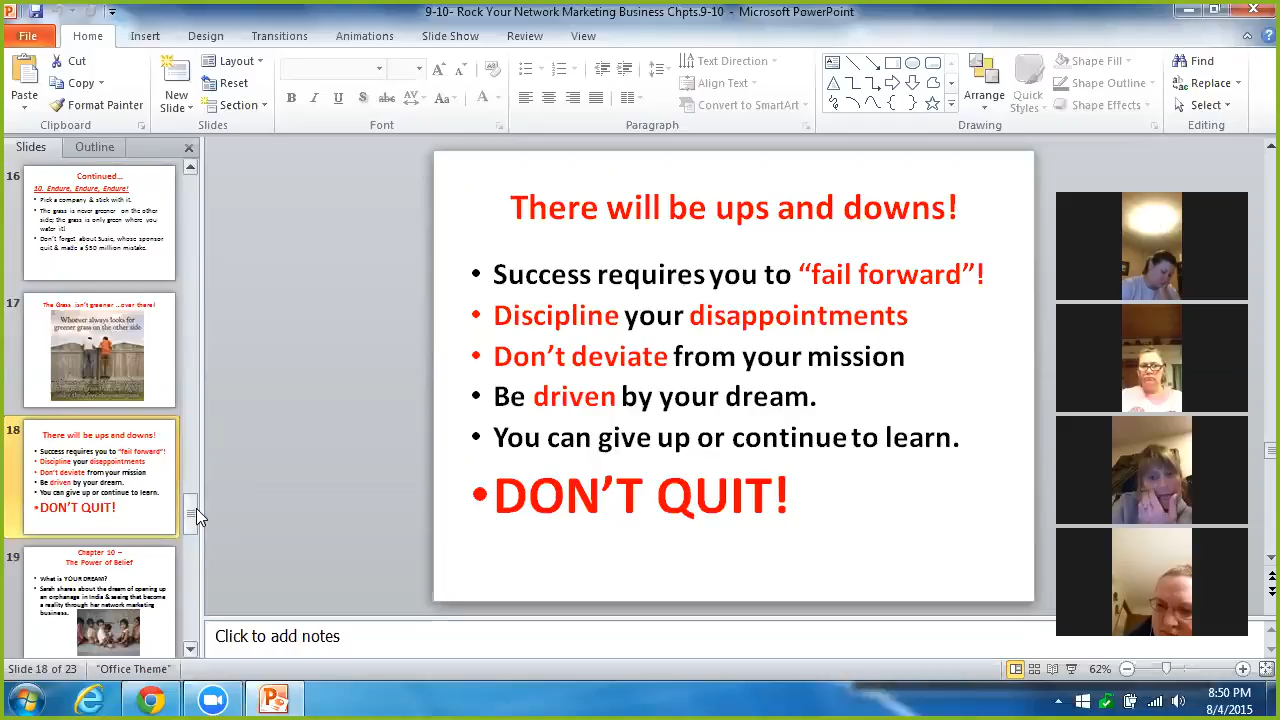 9-10- Rock Your Network Marketing Business Chpts.9-10 - Microsoft PowerPoint
File Home Insert Design Transitions Animations Slide Show Review View
Paste
Cut
Copy
Format Painter
Clipboard
New
Slide
Layout
Reset
Section
Slides
B I U S abc AV Aa A
Font
Text Direction
Align Text
Convert to SmartArt
Paragraph
Arrange
Quick
Styles
Shape Fill
Shape Outline
Shape Effects
Drawing
Find
Replace
Select
Editing
Slides Outline
16
Continued...
10. Endure, Endure, Endure!
• Pick a company & stick with it.
• The grass is never greener on the other
side; the grass is only green where you
water it!
• Don't forget about Susie, whose sponsor
quit & made a $50 million mistake.
17
The Grass isn't greener ...over there!
Whoever always looks for
greener grass on the other side
18
There will be ups and downs!
• Success requires you to “fail forward”!
• Discipline your disappointments
• Don’t deviate from your mission
• Be driven by your dream.
• You can give up or continue to learn.
• DON’T QUIT!
19
Chapter 10 –
The Power of Belief
• What is YOUR DREAM?
• Sarah shares about the dream of opening up
an orphanage in India & seeing that become
a reality through her network marketing
business.
There will be ups and downs!
• Success requires you to “fail forward”!
• Discipline your disappointments
• Don’t deviate from your mission
• Be driven by your dream.
• You can give up or continue to learn.
•DON’T QUIT!
Click to add notes
Slide 18 of 23 "Office Theme" 62%
8:50 PM
8/4/2015